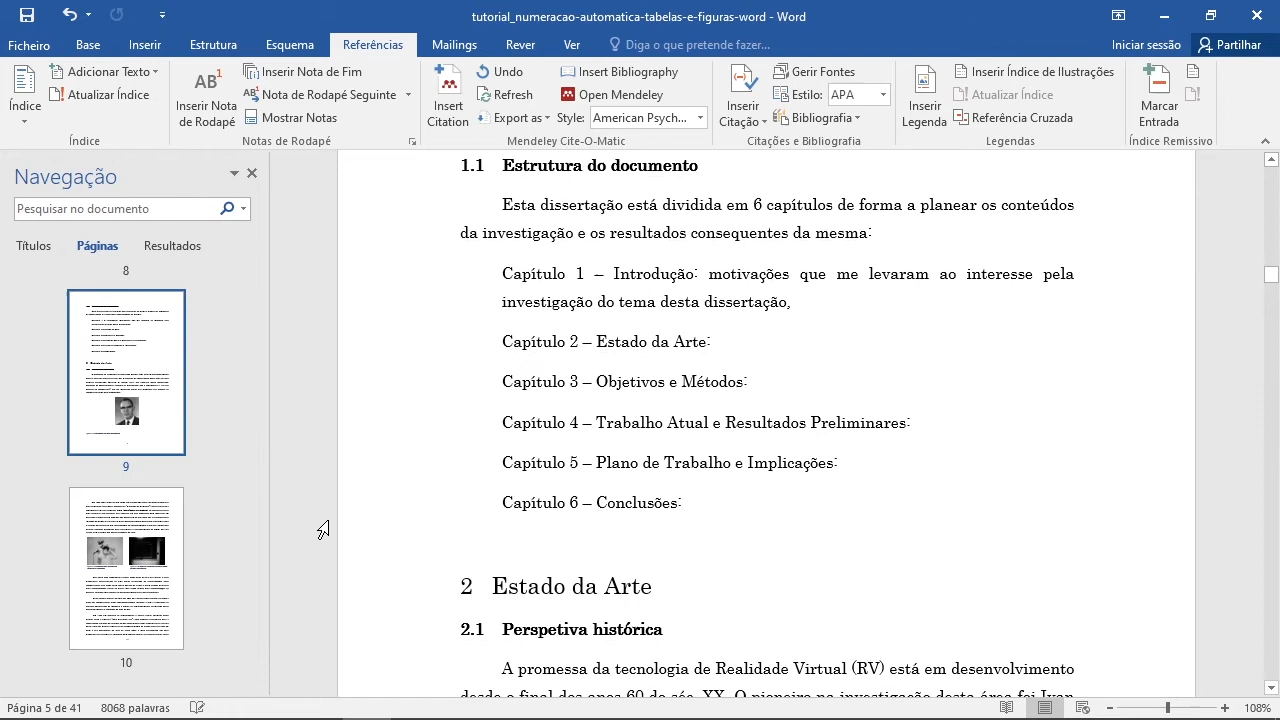 tutorial_numeracao-automatica-tabelas-e-figuras-word - Word
Ficheiro Base Inserir Estrutura Esquema Referências Mailings Rever Ver Diga o que pretende fazer... Iniciar sessão Partilhar
Índice
Adicionar Texto
Atualizar Índice
Índice
AB1
Inserir Nota
de Rodapé
Inserir Nota de Fim
Nota de Rodapé Seguinte
Mostrar Notas
Notas de Rodapé
Insert
Citation
Undo
Refresh
Export as
Insert Bibliography
Open Mendeley
Style: American Psych...
Mendeley Cite-O-Matic
Inserir
Citação
Gerir Fontes
Estilo: APA
Bibliografia
Citações e Bibliografia
Inserir
Legenda
Inserir Índice de Ilustrações
Atualizar Índice
Referência Cruzada
Legendas
Marcar
Entrada
Índice Remissivo
Navegação
Pesquisar no documento
Títulos Páginas Resultados
8
9
10
1.1 Estrutura do documento
Esta dissertação está dividida em 6 capítulos de forma a planear os conteúdos
da investigação e os resultados consequentes da mesma:
Capítulo 1 – Introdução: motivações que me levaram ao interesse pela
investigação do tema desta dissertação,
Capítulo 2 – Estado da Arte:
Capítulo 3 – Objetivos e Métodos:
Capítulo 4 – Trabalho Atual e Resultados Preliminares:
Capítulo 5 – Plano de Trabalho e Implicações:
Capítulo 6 – Conclusões:
2 Estado da Arte
2.1 Perspetiva histórica
A promessa da tecnologia de Realidade Virtual (RV) está em desenvolvimento
desde o final dos anos 60 do séc. XX. O pioneiro na investigação desta área foi Ivan
Página 5 de 41 8068 palavras 108%